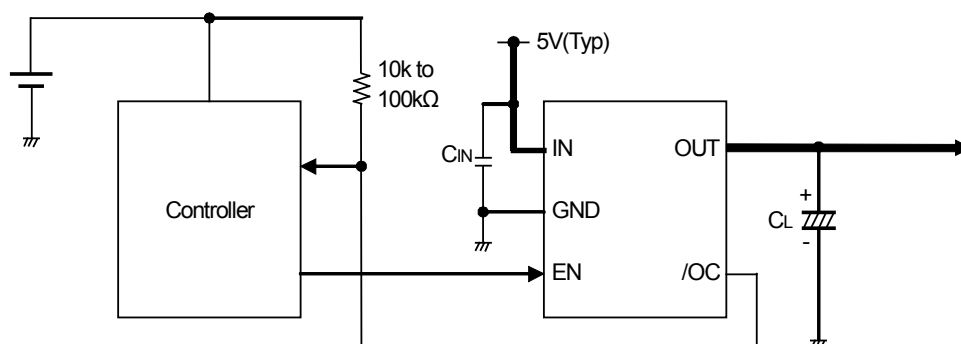 5V(Typ)
10k to
100kΩ
CIN
IN
OUT
Controller
GND
+
CL
-
EN
/OC